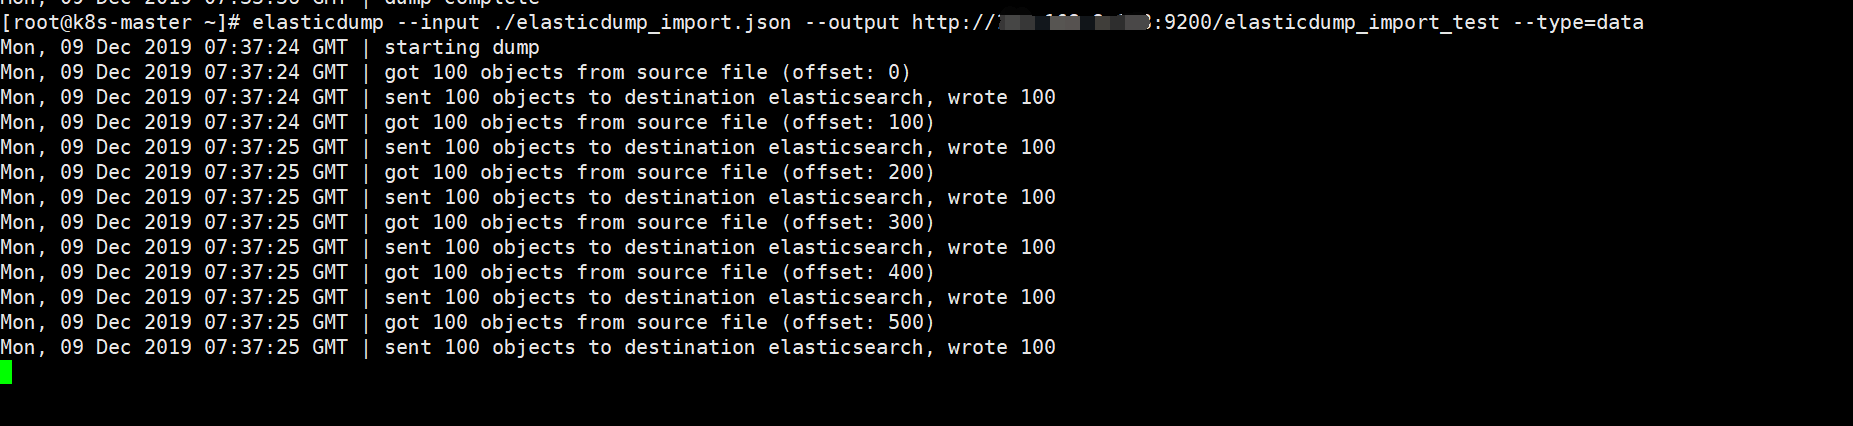 Mon, 09 Dec 2019 07:35:50 GMT | dump complete
[root@k8s-master ~]# elasticdump --input ./elasticdump_import.json --output http:// :9200/elasticdump_import_test --type=data
Mon, 09 Dec 2019 07:37:24 GMT | starting dump
Mon, 09 Dec 2019 07:37:24 GMT | got 100 objects from source file (offset: 0)
Mon, 09 Dec 2019 07:37:24 GMT | sent 100 objects to destination elasticsearch, wrote 100
Mon, 09 Dec 2019 07:37:24 GMT | got 100 objects from source file (offset: 100)
Mon, 09 Dec 2019 07:37:25 GMT | sent 100 objects to destination elasticsearch, wrote 100
Mon, 09 Dec 2019 07:37:25 GMT | got 100 objects from source file (offset: 200)
Mon, 09 Dec 2019 07:37:25 GMT | sent 100 objects to destination elasticsearch, wrote 100
Mon, 09 Dec 2019 07:37:25 GMT | got 100 objects from source file (offset: 300)
Mon, 09 Dec 2019 07:37:25 GMT | sent 100 objects to destination elasticsearch, wrote 100
Mon, 09 Dec 2019 07:37:25 GMT | got 100 objects from source file (offset: 400)
Mon, 09 Dec 2019 07:37:25 GMT | sent 100 objects to destination elasticsearch, wrote 100
Mon, 09 Dec 2019 07:37:25 GMT | got 100 objects from source file (offset: 500)
Mon, 09 Dec 2019 07:37:25 GMT | sent 100 objects to destination elasticsearch, wrote 100